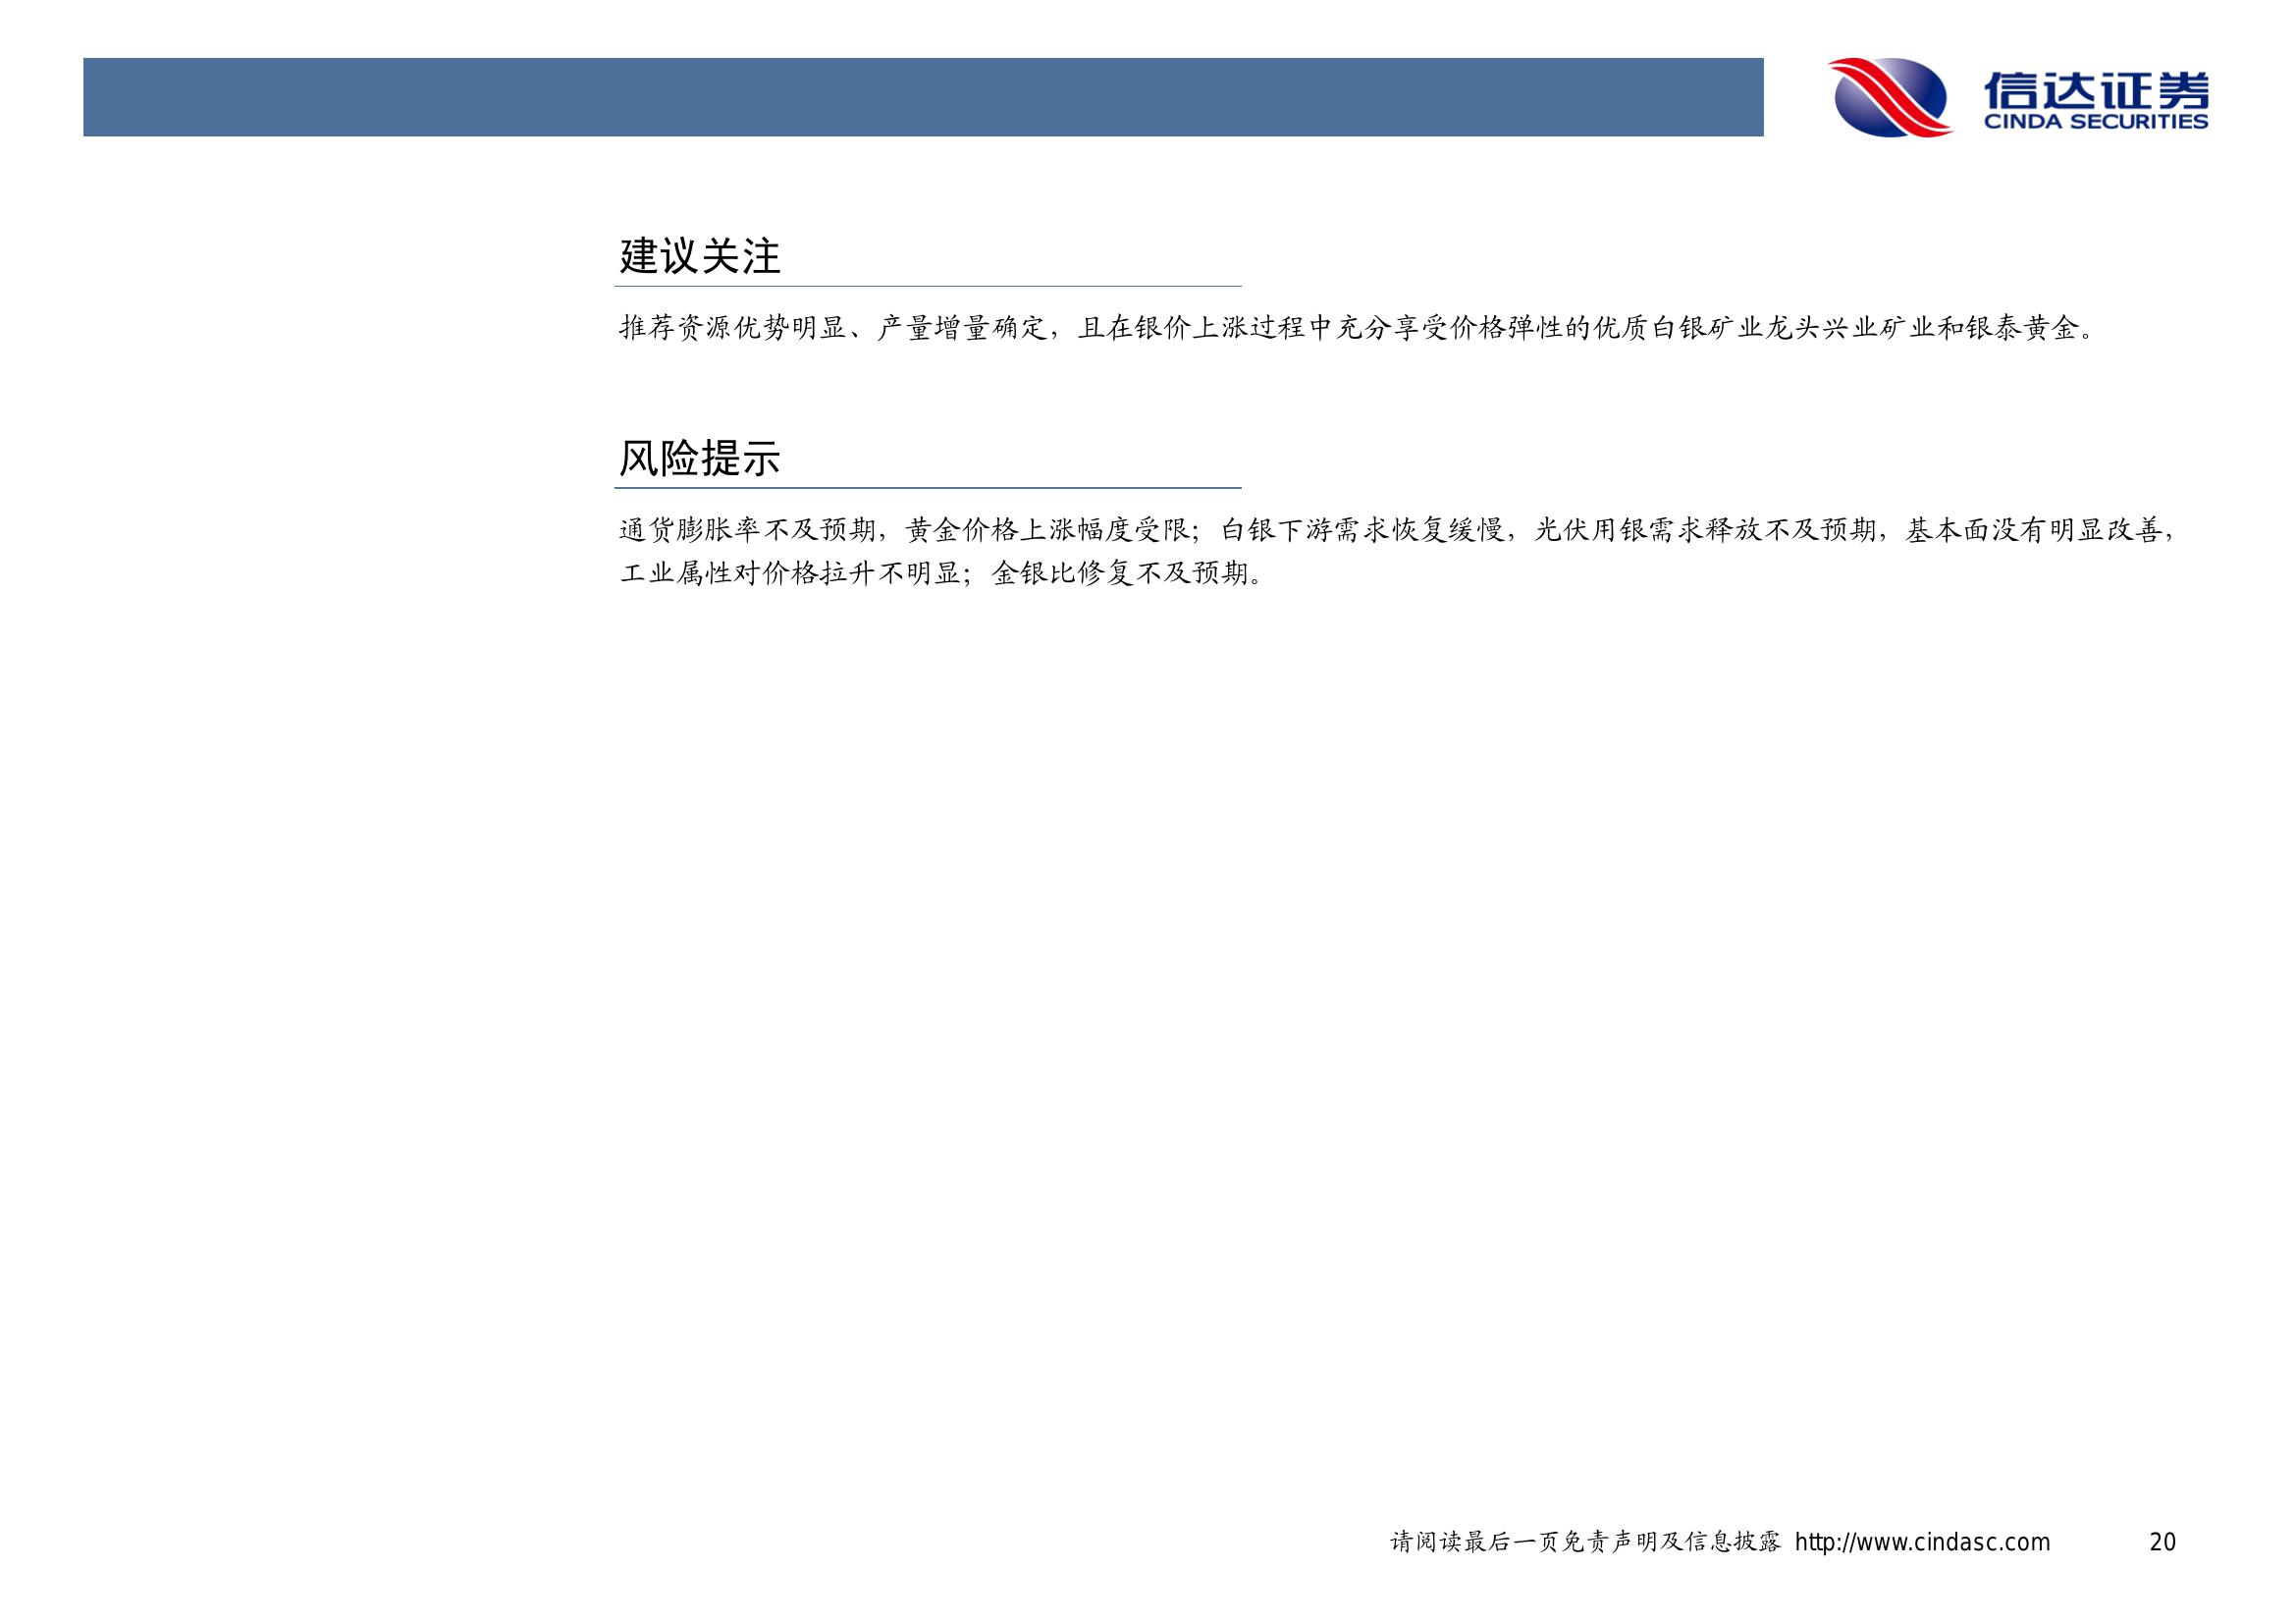 信达证券
CINDA SECURITIES
建议关注
推荐资源优势明显、产量增量确定，且在银价上涨过程中充分享受价格弹性的优质白银矿业龙头兴业矿业和银泰黄金。
风险提示
通货膨胀率不及预期，黄金价格上涨幅度受限；白银下游需求恢复缓慢，光伏用银需求释放不及预期，基本面没有明显改善，
工业属性对价格拉升不明显；金银比修复不及预期。
请阅读最后一页免责声明及信息披露 http://www.cindasc.com 20